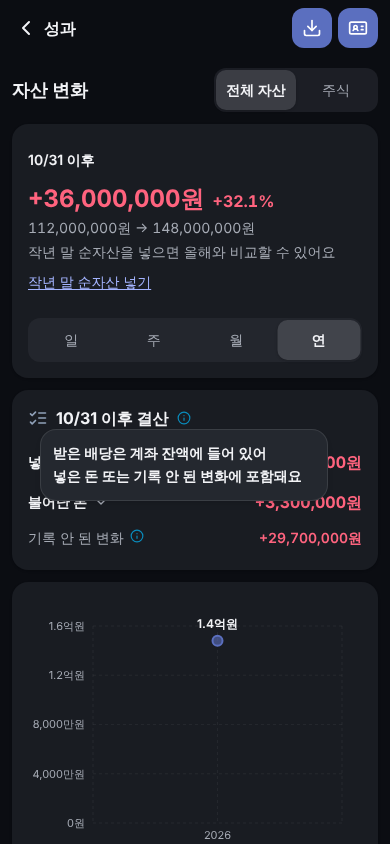 성과
자산 변화
전체 자산
주식
10/31 이후
+36,000,000원 +32.1%
112,000,000원 → 148,000,000원
작년 말 순자산을 넣으면 올해와 비교할 수 있어요
작년 말 순자산 넣기
일
주
월
연
10/31 이후 결산
받은 배당은 계좌 잔액에 들어 있어
넣은 돈 또는 기록 안 된 변화에 포함돼요
불어난 돈
+3,300,000원
기록 안 된 변화
+29,700,000원
1.4억원
1.6억원
1.2억원
8,000만원
4,000만원
0원
2026